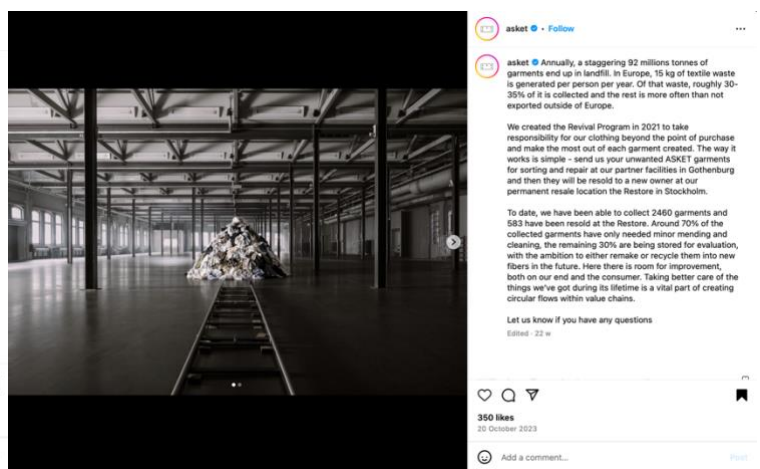 asket • Follow
asket Annually, a staggering 92 millions tonnes of
garments end up in landfill. In Europe, 15 kg of textile waste
is generated per person per year. Of that waste, roughly 30-
35% of it is collected and the rest is more often than not
exported outside of Europe.
We created the Revival Program in 2021 to take
responsibility for our clothing beyond the point of purchase
and make the most out of each garment created. The way it
works is simple - send us your unwanted ASKET garments
for sorting and repair at our partner facilities in Gothenburg
and then they will be resold to a new owner at our
permanent resale location the Restore in Stockholm.
To date, we have been able to collect 2460 garments and
583 have been resold at the Restore. Around 70% of the
collected garments have only needed minor mending and
cleaning, the remaining 30% are being stored for evaluation,
with the ambition to either remake or recycle them into new
fibers in the future. Here there is room for improvement,
both on our end and the consumer. Taking better care of the
things we've got during its lifetime is a vital part of creating
circular flows within value chains.
Let us know if you have any questions
Edited · 22 w
350 likes
20 October 2023
Add a comment...
Post